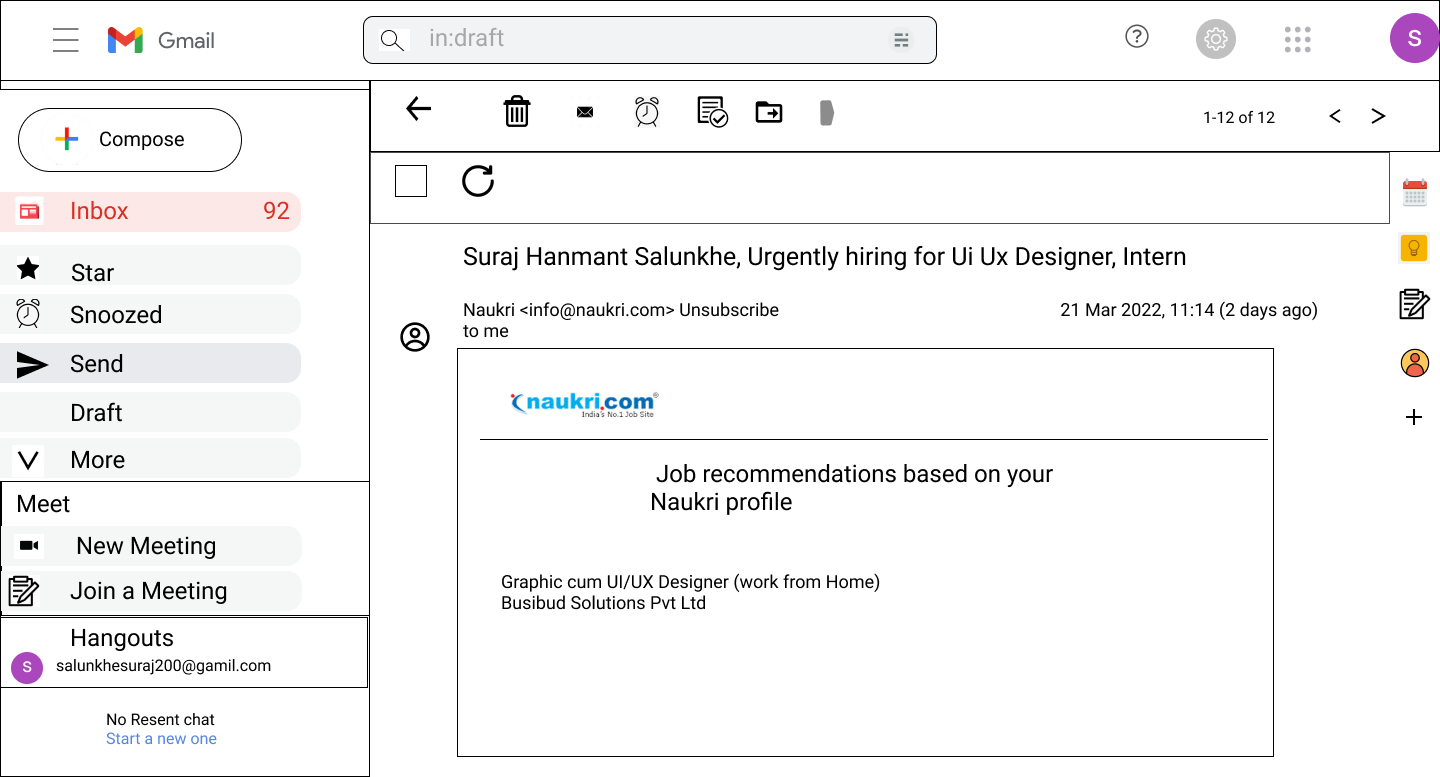 Gmail
in:draft
S
Compose
1-12 of 12
Inbox 92
Star
Snoozed
Send
Draft
More
Meet
New Meeting
Join a Meeting
Hangouts
S
salunkhesuraj200@gamil.com
No Resent chat
Start a new one
Suraj Hanmant Salunkhe, Urgently hiring for Ui Ux Designer, Intern
Naukri <info@naukri.com> Unsubscribe 21 Mar 2022, 11:14 (2 days ago)
to me
naukri.com®
India's No.1 Job Site
Job recommendations based on your
Naukri profile
Graphic cum UI/UX Designer (work from Home)
Busibud Solutions Pvt Ltd